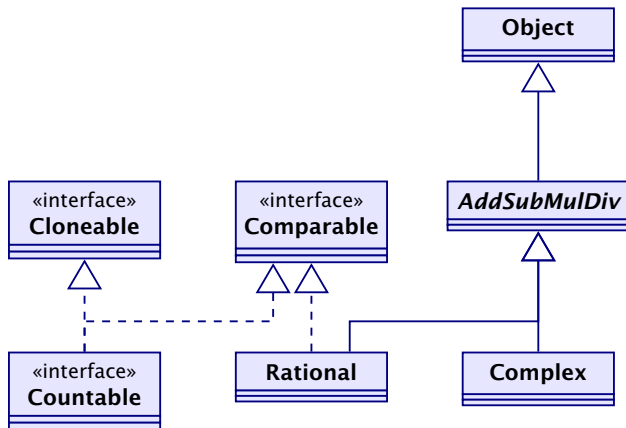 Object
«interface»
Cloneable
«interface»
Comparable
AddSubMulDiv
«interface»
Countable
Rational
Complex